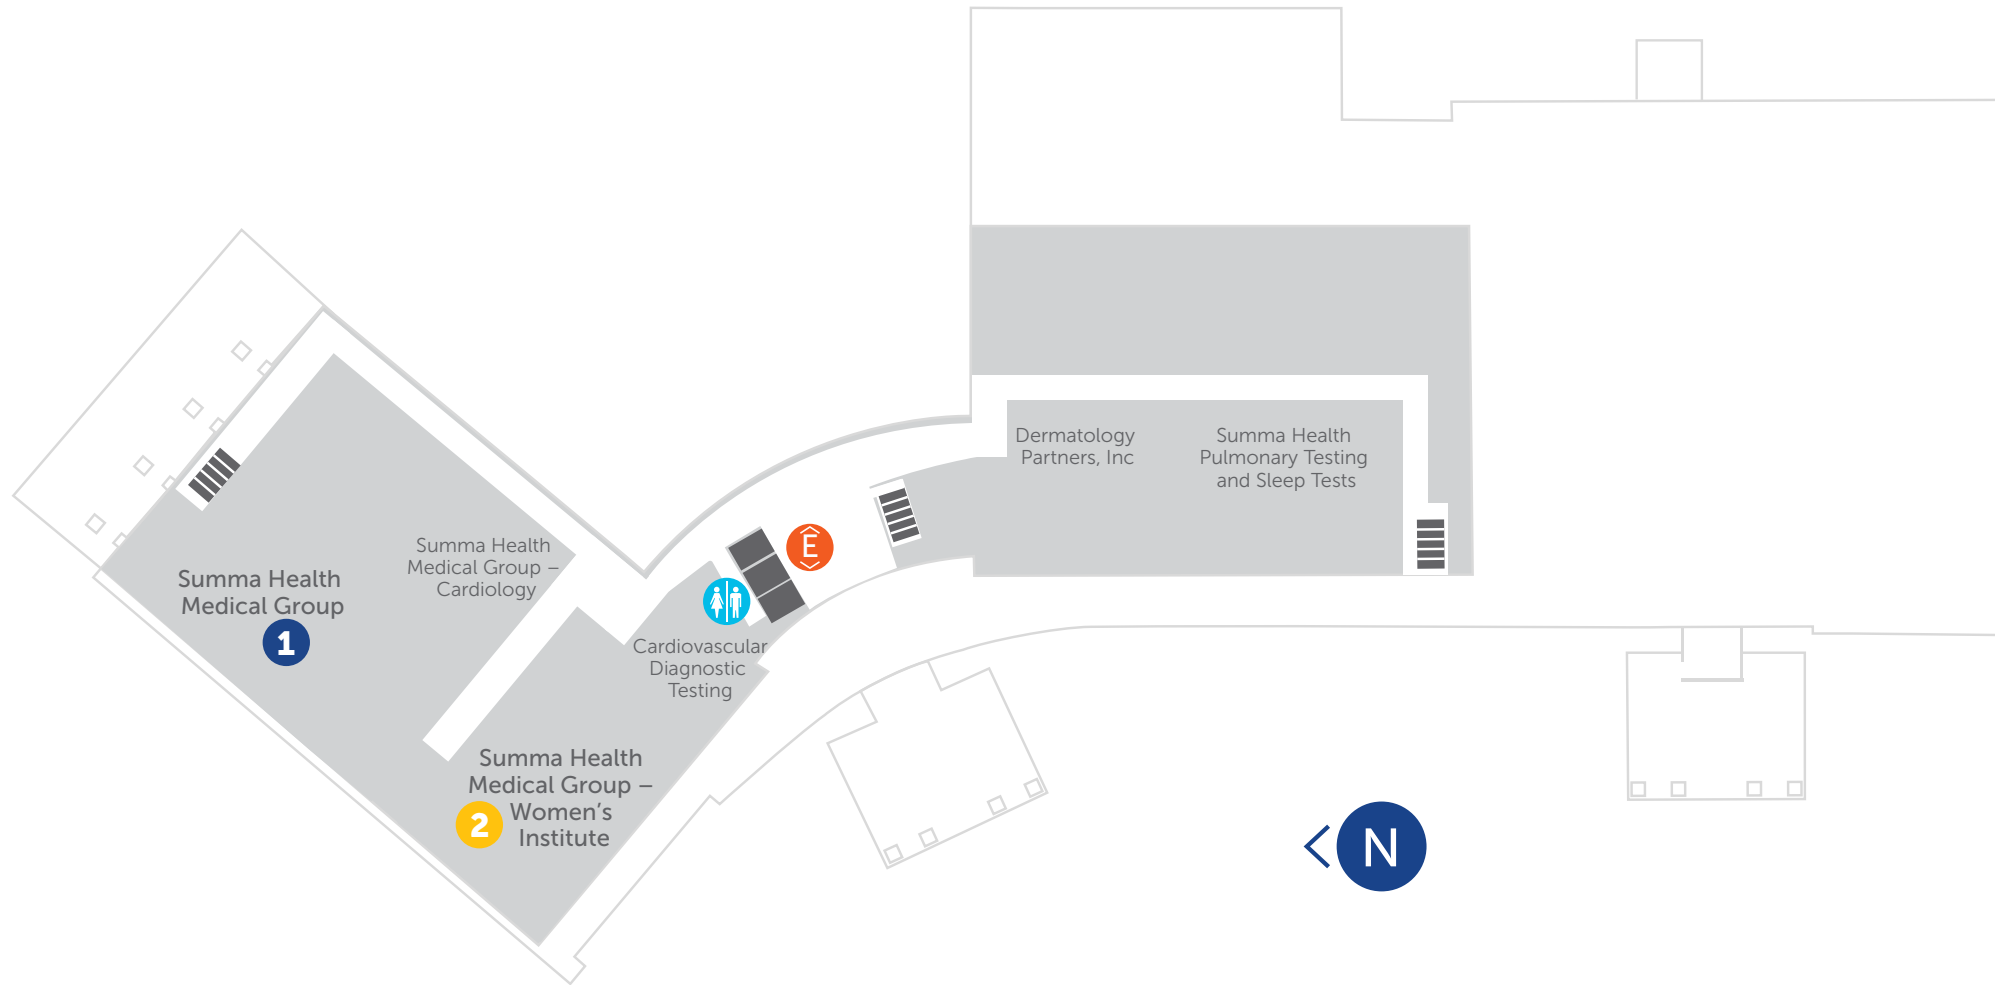 Dermatology
Partners, Inc
Summa Health
Pulmonary Testing
and Sleep Tests
E
Summa Health
Medical Group –
Cardiology
Summa Health
Medical Group
1
Cardiovascular
Diagnostic
Testing
Summa Health
Medical Group –
Women's
Institute
2
N